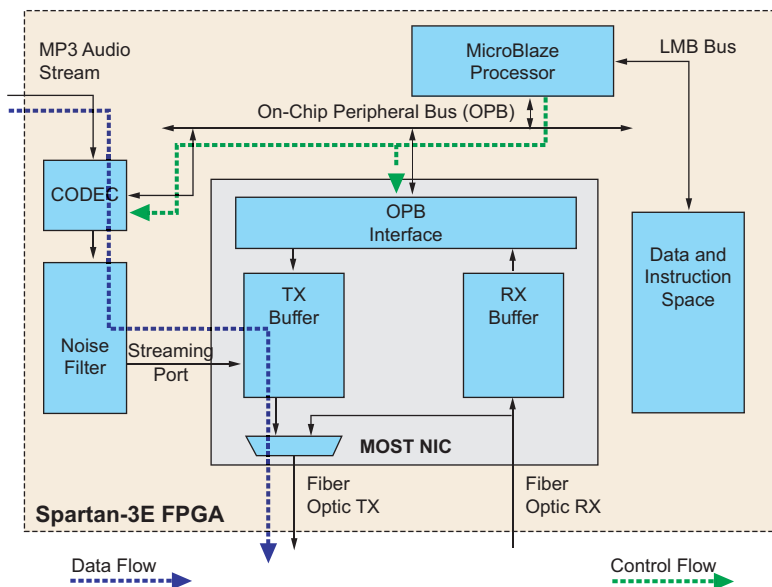 MP3 Audio
Stream
MicroBlaze
Processor
LMB Bus
On-Chip Peripheral Bus (OPB)
CODEC
OPB
Interface
Data and
Instruction
Space
TX
Buffer
RX
Buffer
Noise
Filter
Streaming
Port
MOST NIC
Fiber
Optic TX
Fiber
Optic RX
Spartan-3E FPGA
Data Flow
Control Flow